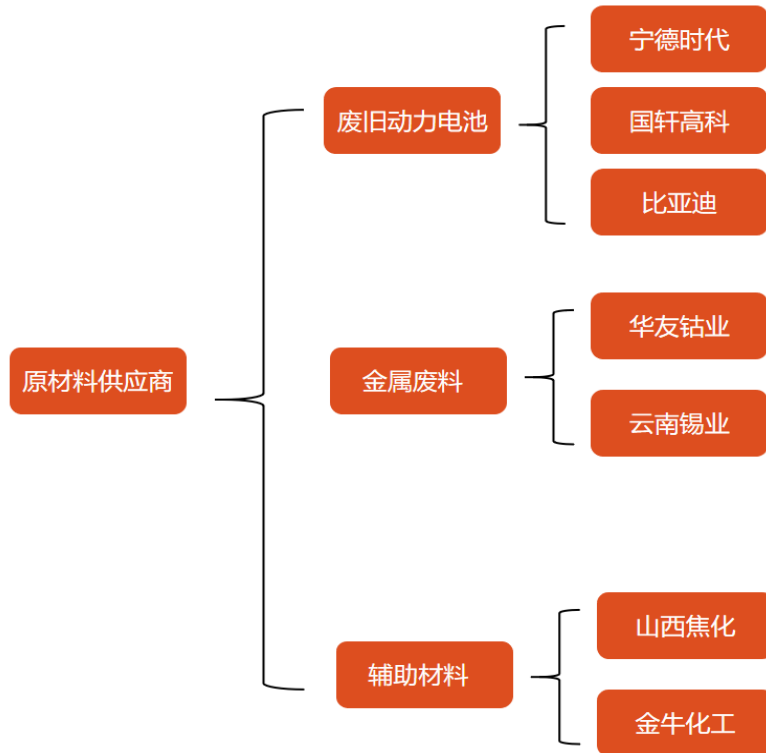 原材料供应商
废旧动力电池
宁德时代
国轩高科
比亚迪
金属废料
华友钴业
云南锡业
辅助材料
山西焦化
金牛化工